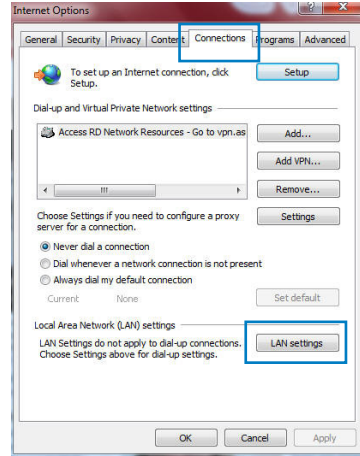 Internet Options
General Security Privacy Content Connections Programs Advanced
To set up an Internet connection, click
Setup.
Setup
Dial-up and Virtual Private Network settings
Access RD Network Resources - Go to vpn.as
Add...
Add VPN...
Remove...
Choose Settings if you need to configure a proxy
server for a connection.
Settings
Never dial a connection
Dial whenever a network connection is not present
Always dial my default connection
Current None
Set default
Local Area Network (LAN) settings
LAN Settings do not apply to dial-up connections.
Choose Settings above for dial-up settings.
LAN settings
OK Cancel Apply